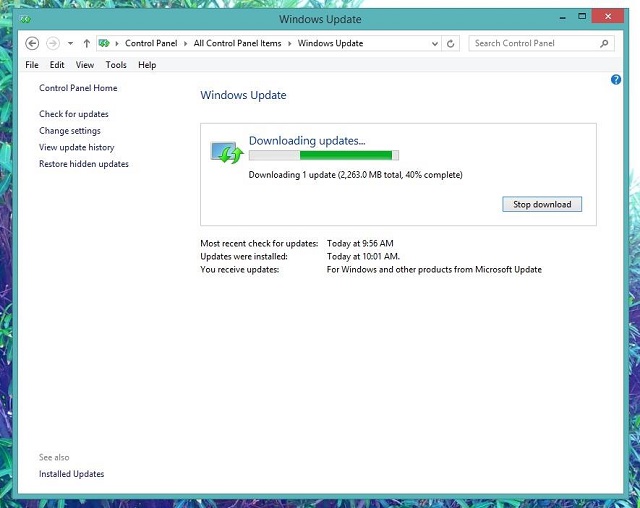 Windows Update
Control Panel Items Windows Update Search Control Panel
File Edit View Tools Help
Control Panel Home
Check for updates
Change settings
View update history
Restore hidden updates
Windows Update
Downloading updates...
Downloading 1 update (2,263.0 MB total, 40% complete)
Stop download
Most recent check for updates: Today at 9:56 AM
Updates were installed: Today at 10:01 AM.
You receive updates: For Windows and other products from Microsoft Update
See also
Installed Updates